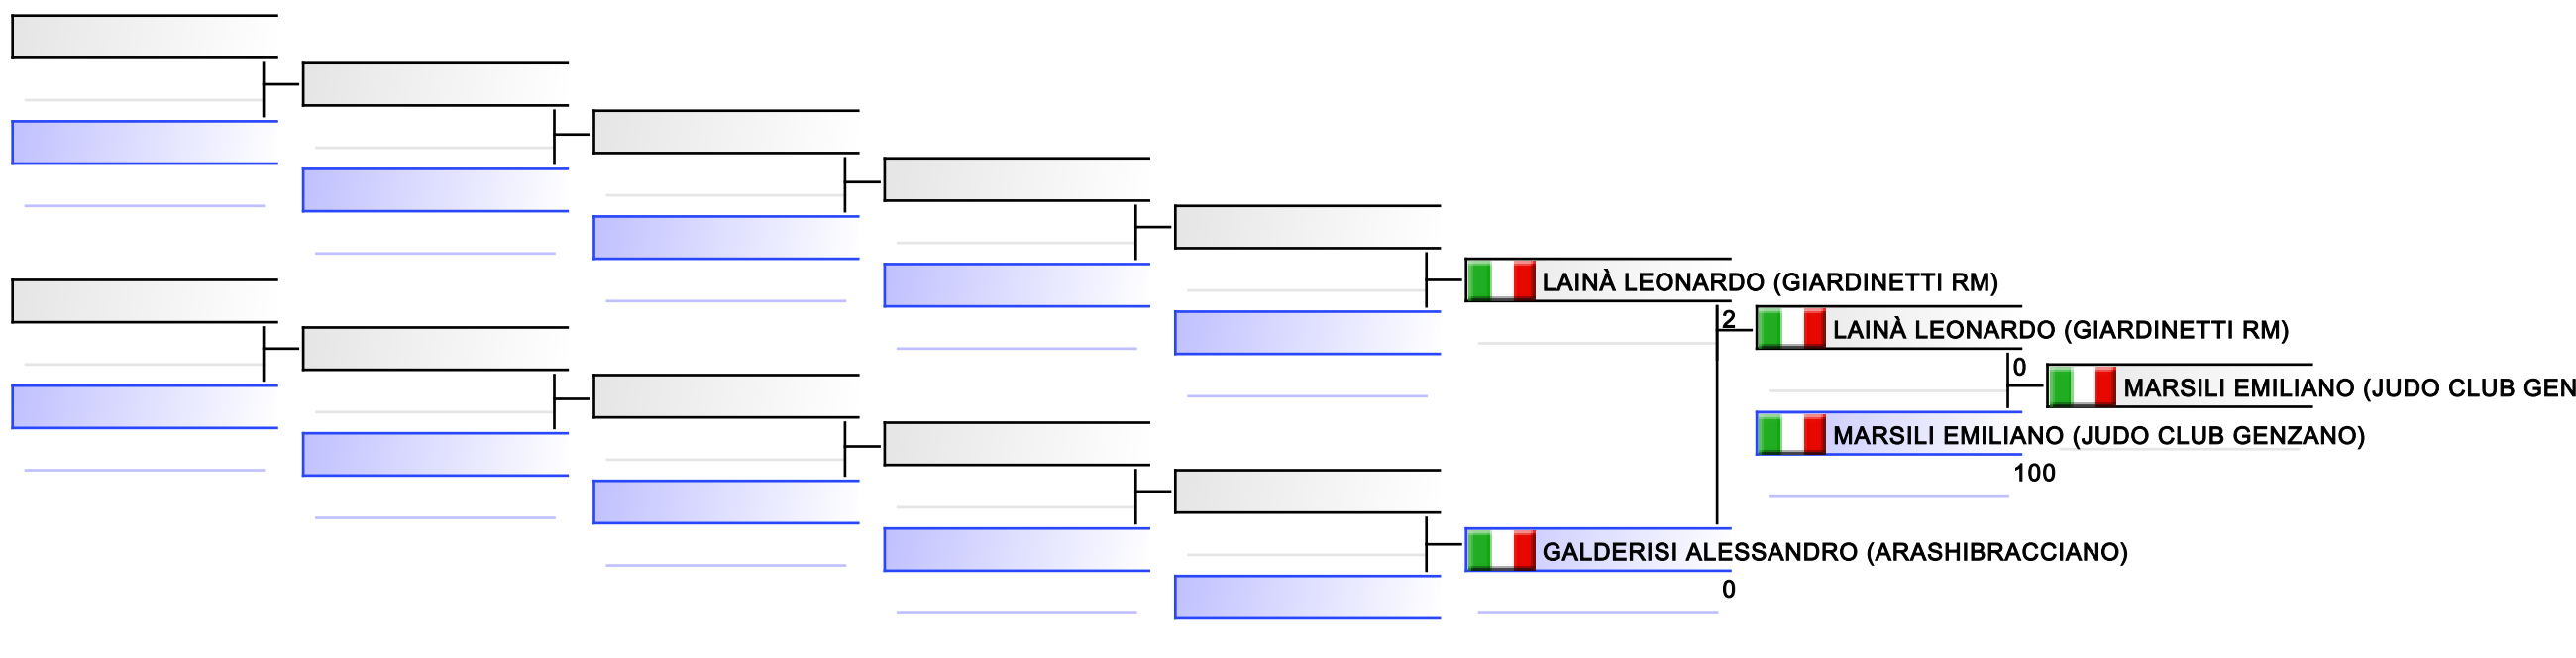 LAINÀ LEONARDO (GIARDINETTI RM)
2
LAINÀ LEONARDO (GIARDINETTI RM)
0
MARSILI EMILIANO (JUDO CLUB GEN
MARSILI EMILIANO (JUDO CLUB GENZANO)
100
GALDERISI ALESSANDRO (ARASHIBRACCIANO)
0